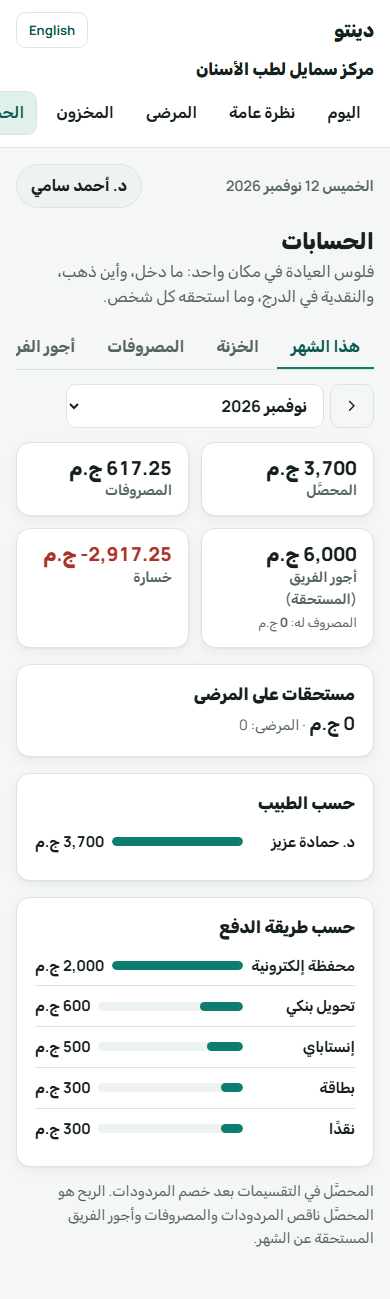 دينتو
English
مركز سمايل لطب الأسنان
اليوم
نظرة عامة
المرضى
المخزون
الخميس 12 نوفمبر 2026
د. أحمد سامي
الحسابات
فلوس العيادة في مكان واحد: ما دخل، وأين ذهب،
والنقدية في الدرج، وما استحقه كل شخص.
هذا الشهر
الخزنة
المصروفات
أجور الفر
نوفمبر 2026
3,700 ج.م
المحصَّل
617.25 ج.م
المصروفات
6,000 ج.م
أجور الفريق
(المستحقة)
المصروف له: 0 ج.م
-2,917.25 ج.م
خسارة
مستحقات على المرضى
0 ج.م · المرضى: 0
حسب الطبيب
د. حمادة عزيز 3,700 ج.م
حسب طريقة الدفع
محفظة إلكترونية 2,000 ج.م
تحويل بنكي 600 ج.م
إنستاباي 500 ج.م
بطاقة 300 ج.م
نقدًا 300 ج.م
المحصَّل في التقسيمات بعد خصم المردودات. الربح هو
المحصَّل ناقص المردودات والمصروفات وأجور الفريق
المستحقة عن الشهر.